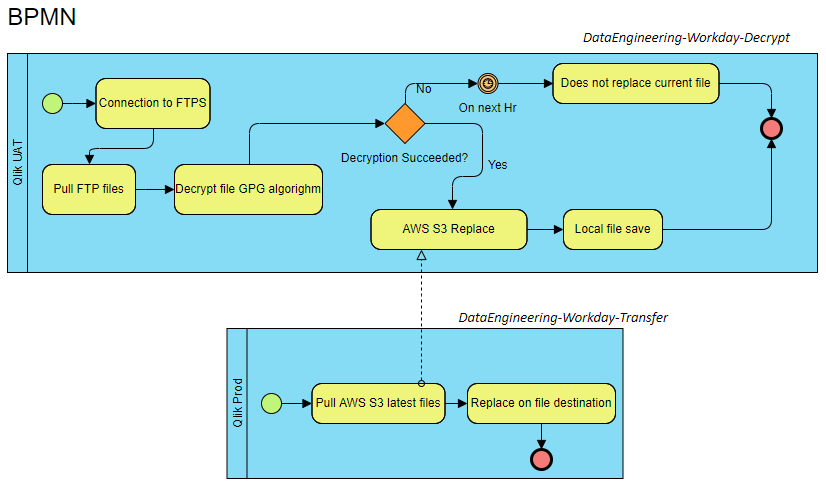 BPMN
DataEngineering-Workday-Decrypt
Qlik UAT
Connection to FTPS
Pull FTP files
Decrypt file GPG algorighm
Decryption Succeeded?
No
On next Hr
Does not replace current file
Yes
AWS S3 Replace
Local file save
DataEngineering-Workday-Transfer
Qlik Prod
Pull AWS S3 latest files
Replace on file destination